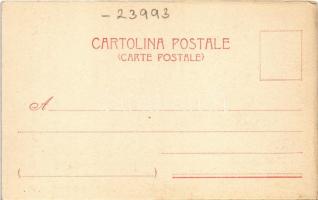 - 23993
CARTOLINA POSTALE
(CARTE POSTALE)
A
( )